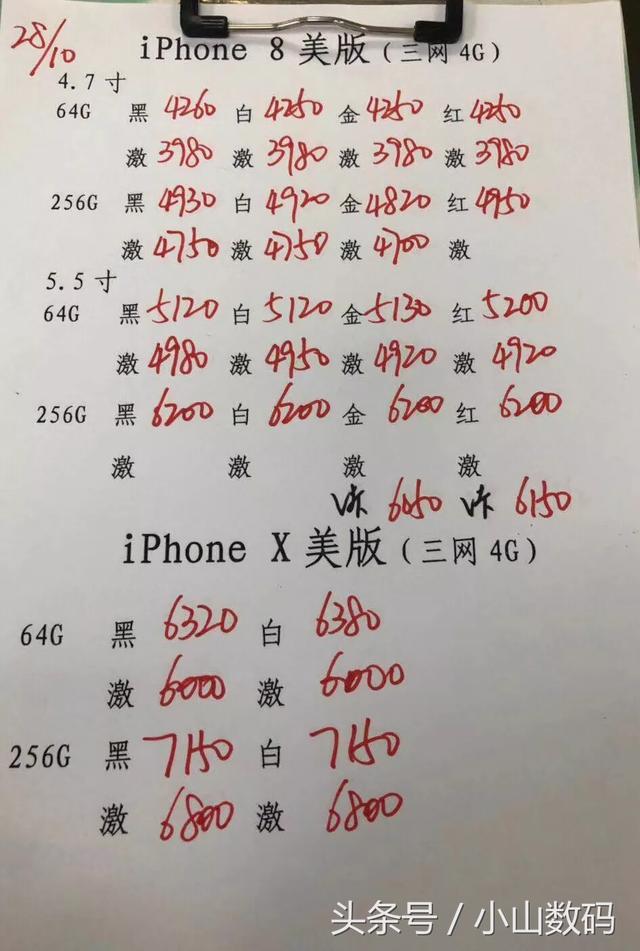 28/10
iPhone 8 美版（三网 4G）
4.7 寸
64G 黑 4260 白 4250 金 4250 红 4250
激 3980 激 3980 激 3980 激 3980
256G 黑 4930 白 4920 金 4820 红 4950
激 4750 激 4750 激 4700 激
5.5 寸
64G 黑 5120 白 5120 金 5130 红 5200
激 4980 激 4950 激 4920 激 4920
256G 黑 6200 白 6200 金 6200 红 6200
激 激 激 激
6050 6150
iPhone X 美版（三网 4G）
64G 黑 6320 白 6380
激 6000 激 6000
256G 黑 7150 白 7150
激 6800 激 6800
头条号 / 小山数码